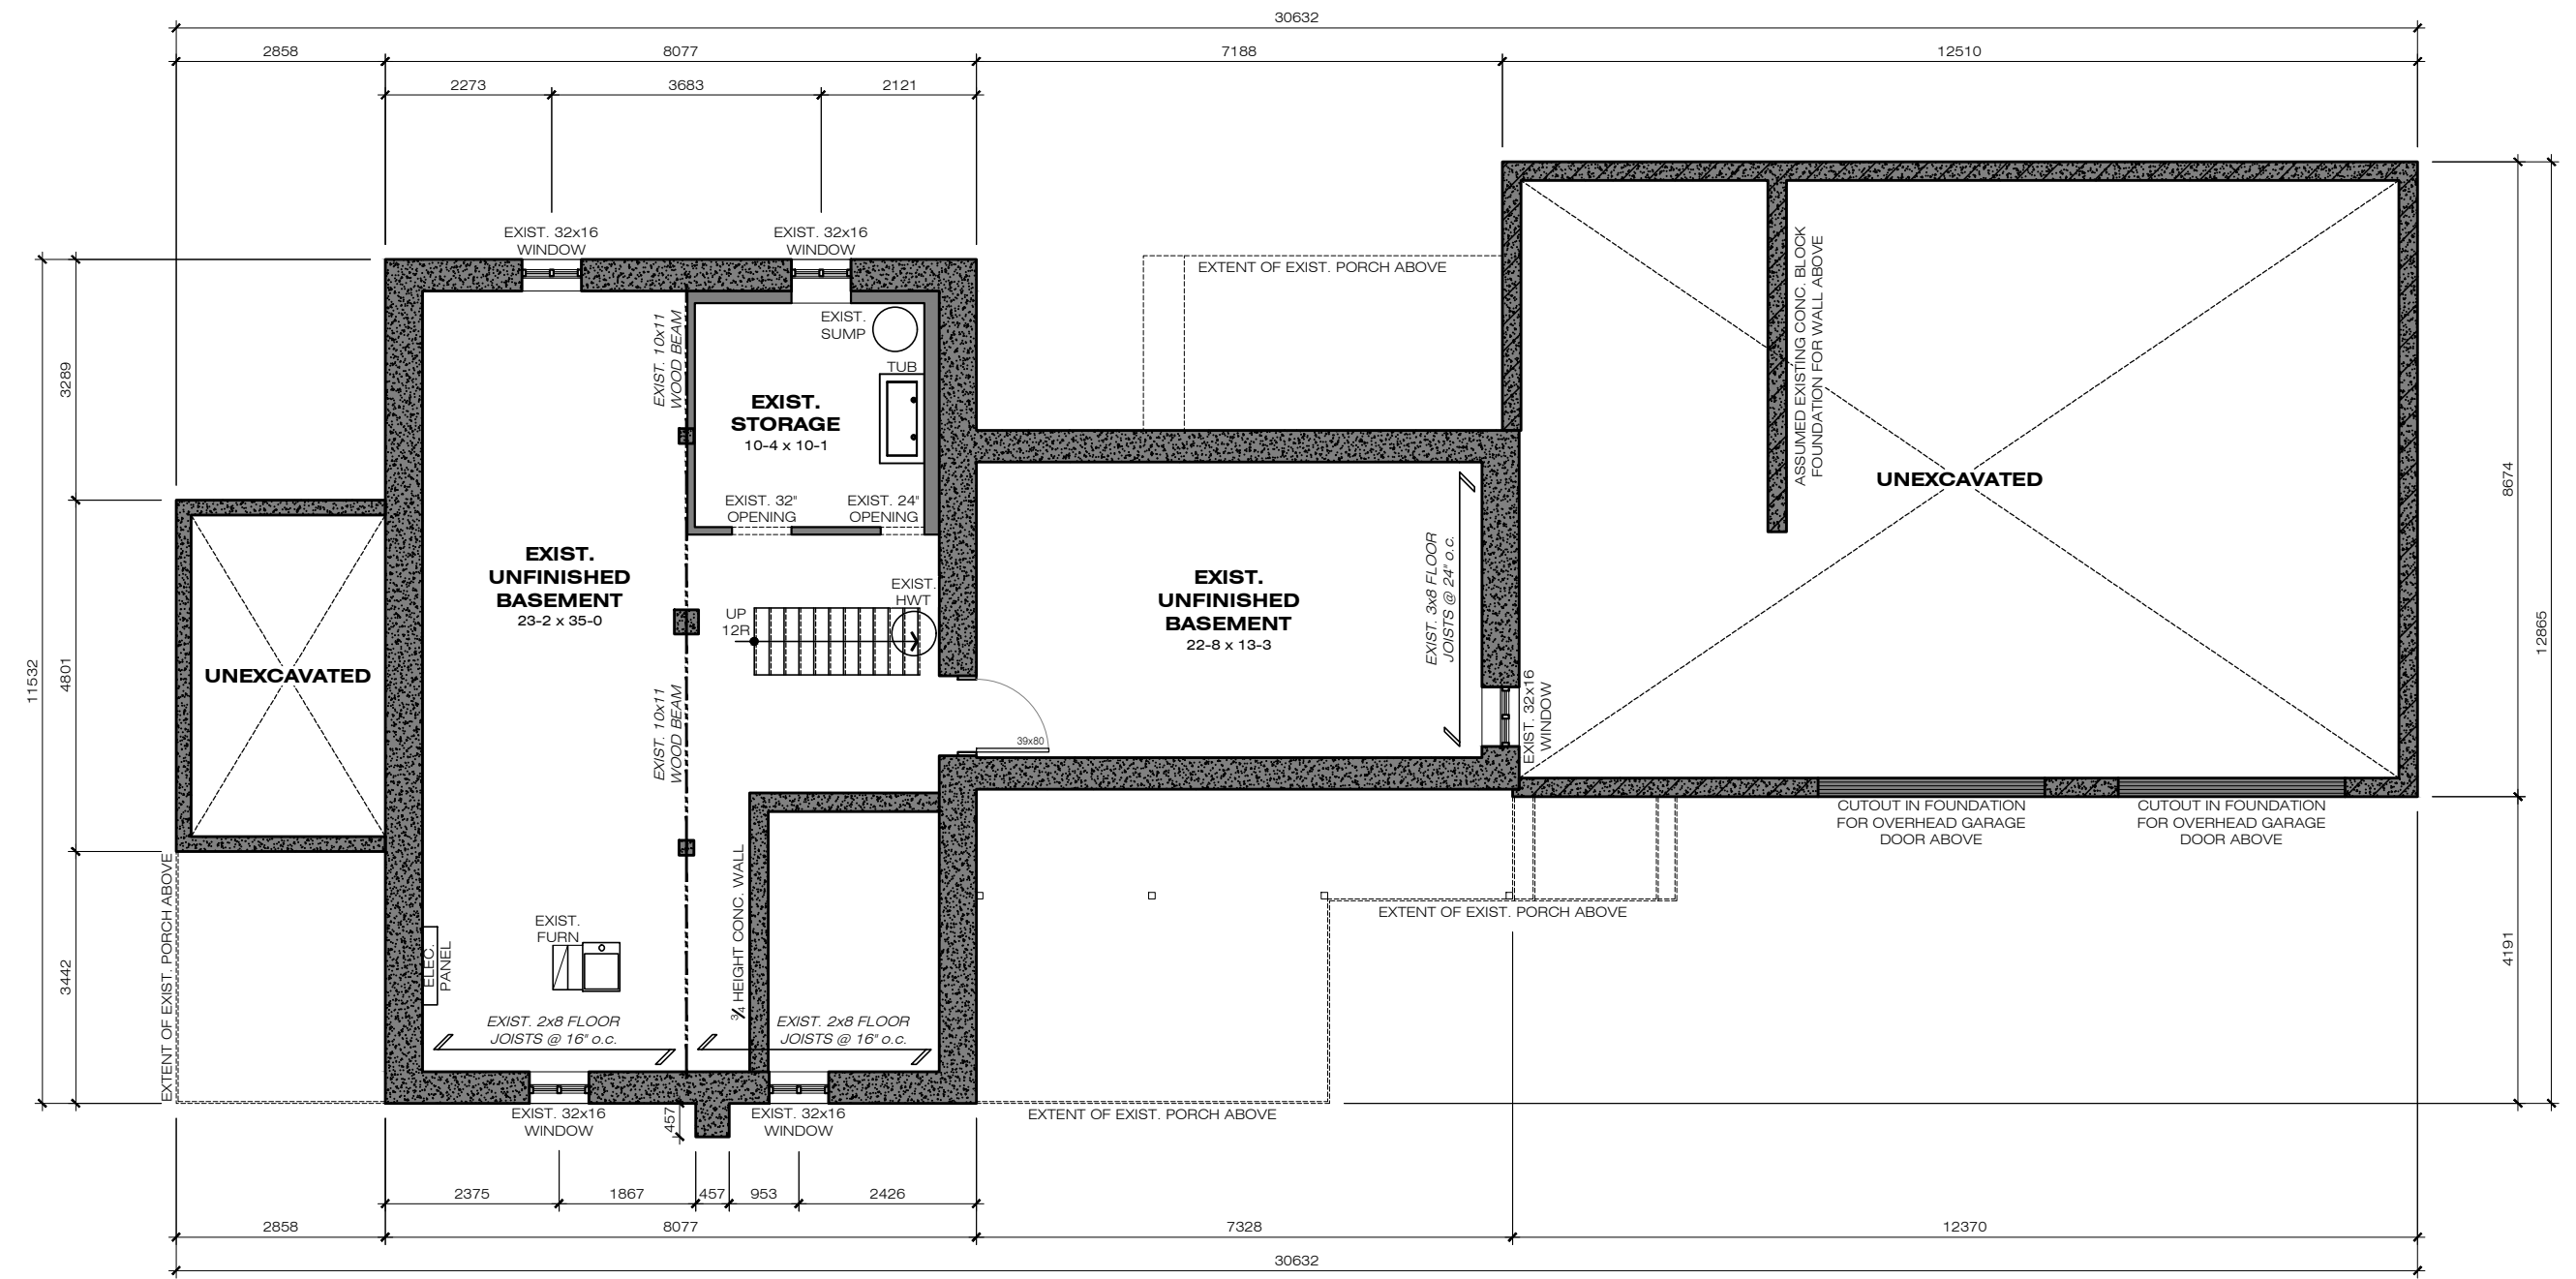 30632
2858
8077
7188
12510
2273
3683
2121
EXIST. 32x16
WINDOW
EXIST. 32x16
WINDOW
EXTENT OF EXIST. PORCH ABOVE
ASSUMED EXISTING CONC. BLOCK
FOUNDATION FOR WALL ABOVE
EXIST. 10x11
WOOD BEAM
EXIST.
SUMP
TUB
EXIST.
STORAGE
10-4 x 10-1
EXIST. 32"
OPENING
EXIST. 24"
OPENING
3289
4801
3442
11532
UNEXCAVATED
EXIST.
UNFINISHED
BASEMENT
23-2 x 35-0
UP
12R
EXIST.
HWT
EXIST. 10x11
WOOD BEAM
39x80
EXIST.
UNFINISHED
BASEMENT
22-8 x 13-3
EXIST. 3x8 FLOOR
JOISTS @ 24" o.c.
EXIST. 32x16
WINDOW
UNEXCAVATED
8674
12865
4191
CUTOUT IN FOUNDATION
FOR OVERHEAD GARAGE
DOOR ABOVE
CUTOUT IN FOUNDATION
FOR OVERHEAD GARAGE
DOOR ABOVE
EXTENT OF EXIST. PORCH ABOVE
EXTENT OF EXIST. PORCH ABOVE
ELEC.
PANEL
EXIST.
FURN
3/4 HEIGHT CONC. WALL
EXIST. 2x8 FLOOR
JOISTS @ 16" o.c.
EXIST. 2x8 FLOOR
JOISTS @ 16" o.c.
EXIST. 32x16
WINDOW
457
EXIST. 32x16
WINDOW
EXTENT OF EXIST. PORCH ABOVE
2375
1867
457
953
2426
2858
8077
7328
12370
30632